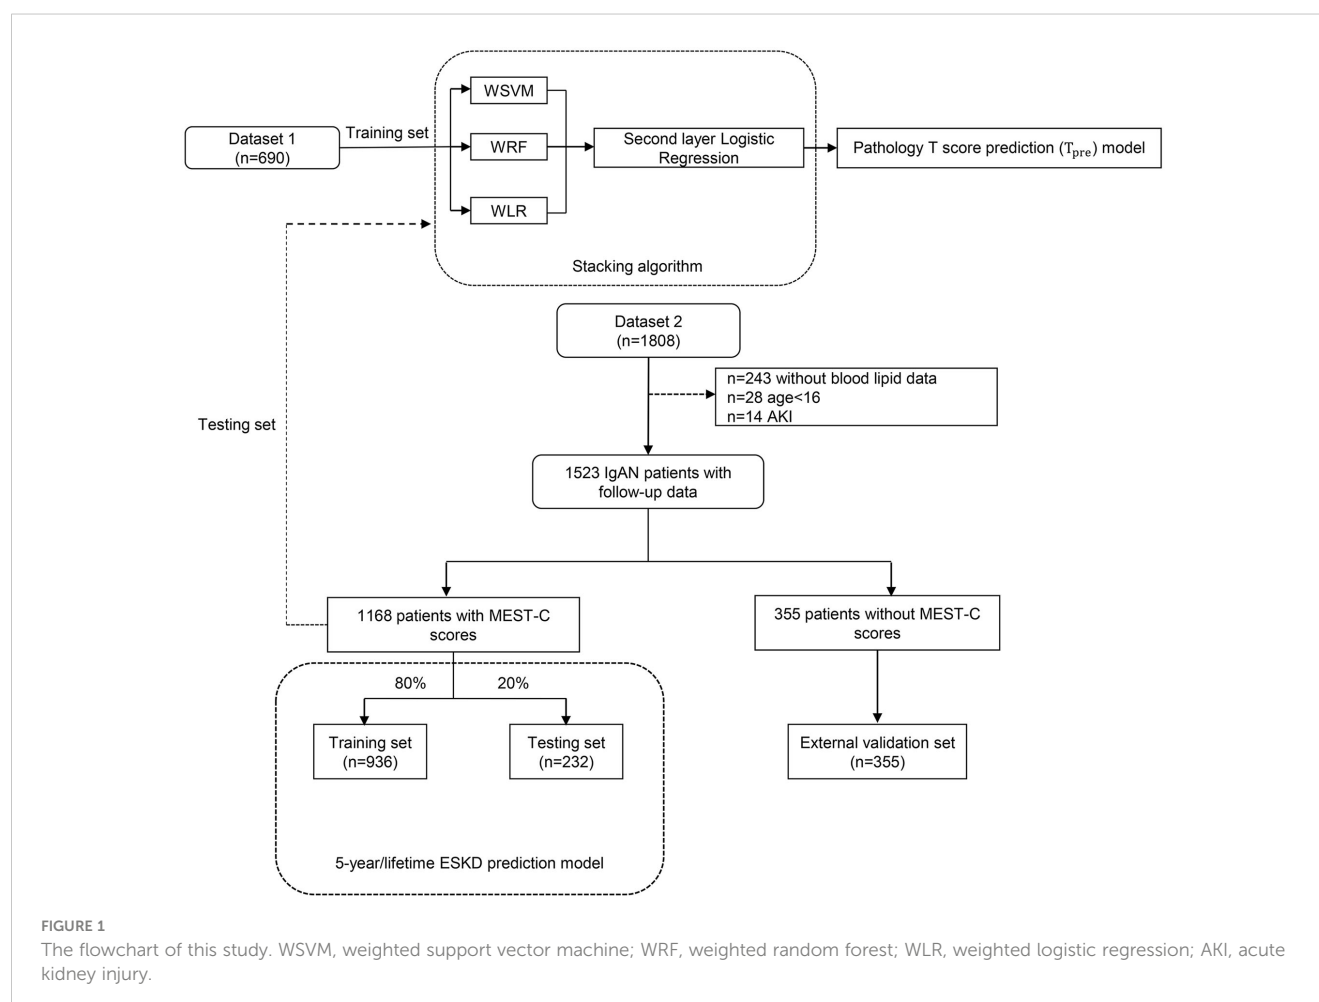 WSVM
Dataset 1
(n=690)
Training set
WRF
Second layer Logistic
Regression
Pathology T score prediction (Tpre) model
WLR
Stacking algorithm
Dataset 2
(n=1808)
n=243 without blood lipid data
n=28 age<16
n=14 AKI
Testing set
1523 IgAN patients with
follow-up data
1168 patients with MEST-C
scores
355 patients without MEST-C
scores
80%
20%
Training set
(n=936)
Testing set
(n=232)
External validation set
(n=355)
5-year/lifetime ESKD prediction model
FIGURE 1
The flowchart of this study. WSVM, weighted support vector machine; WRF, weighted random forest; WLR, weighted logistic regression; AKI, acute
kidney injury.